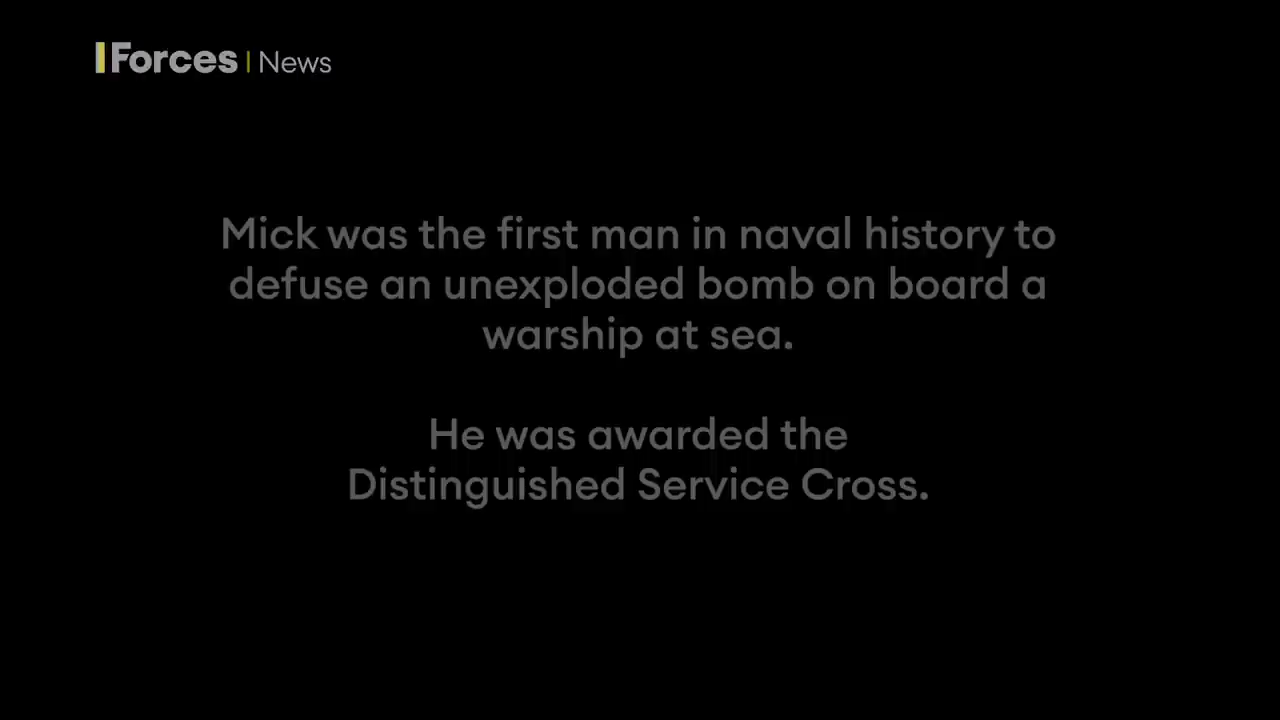 Forces | News
Mick was the first man in naval history to
defuse an unexploded bomb on board a
warship at sea.
He was awarded the
Distinguished Service Cross.